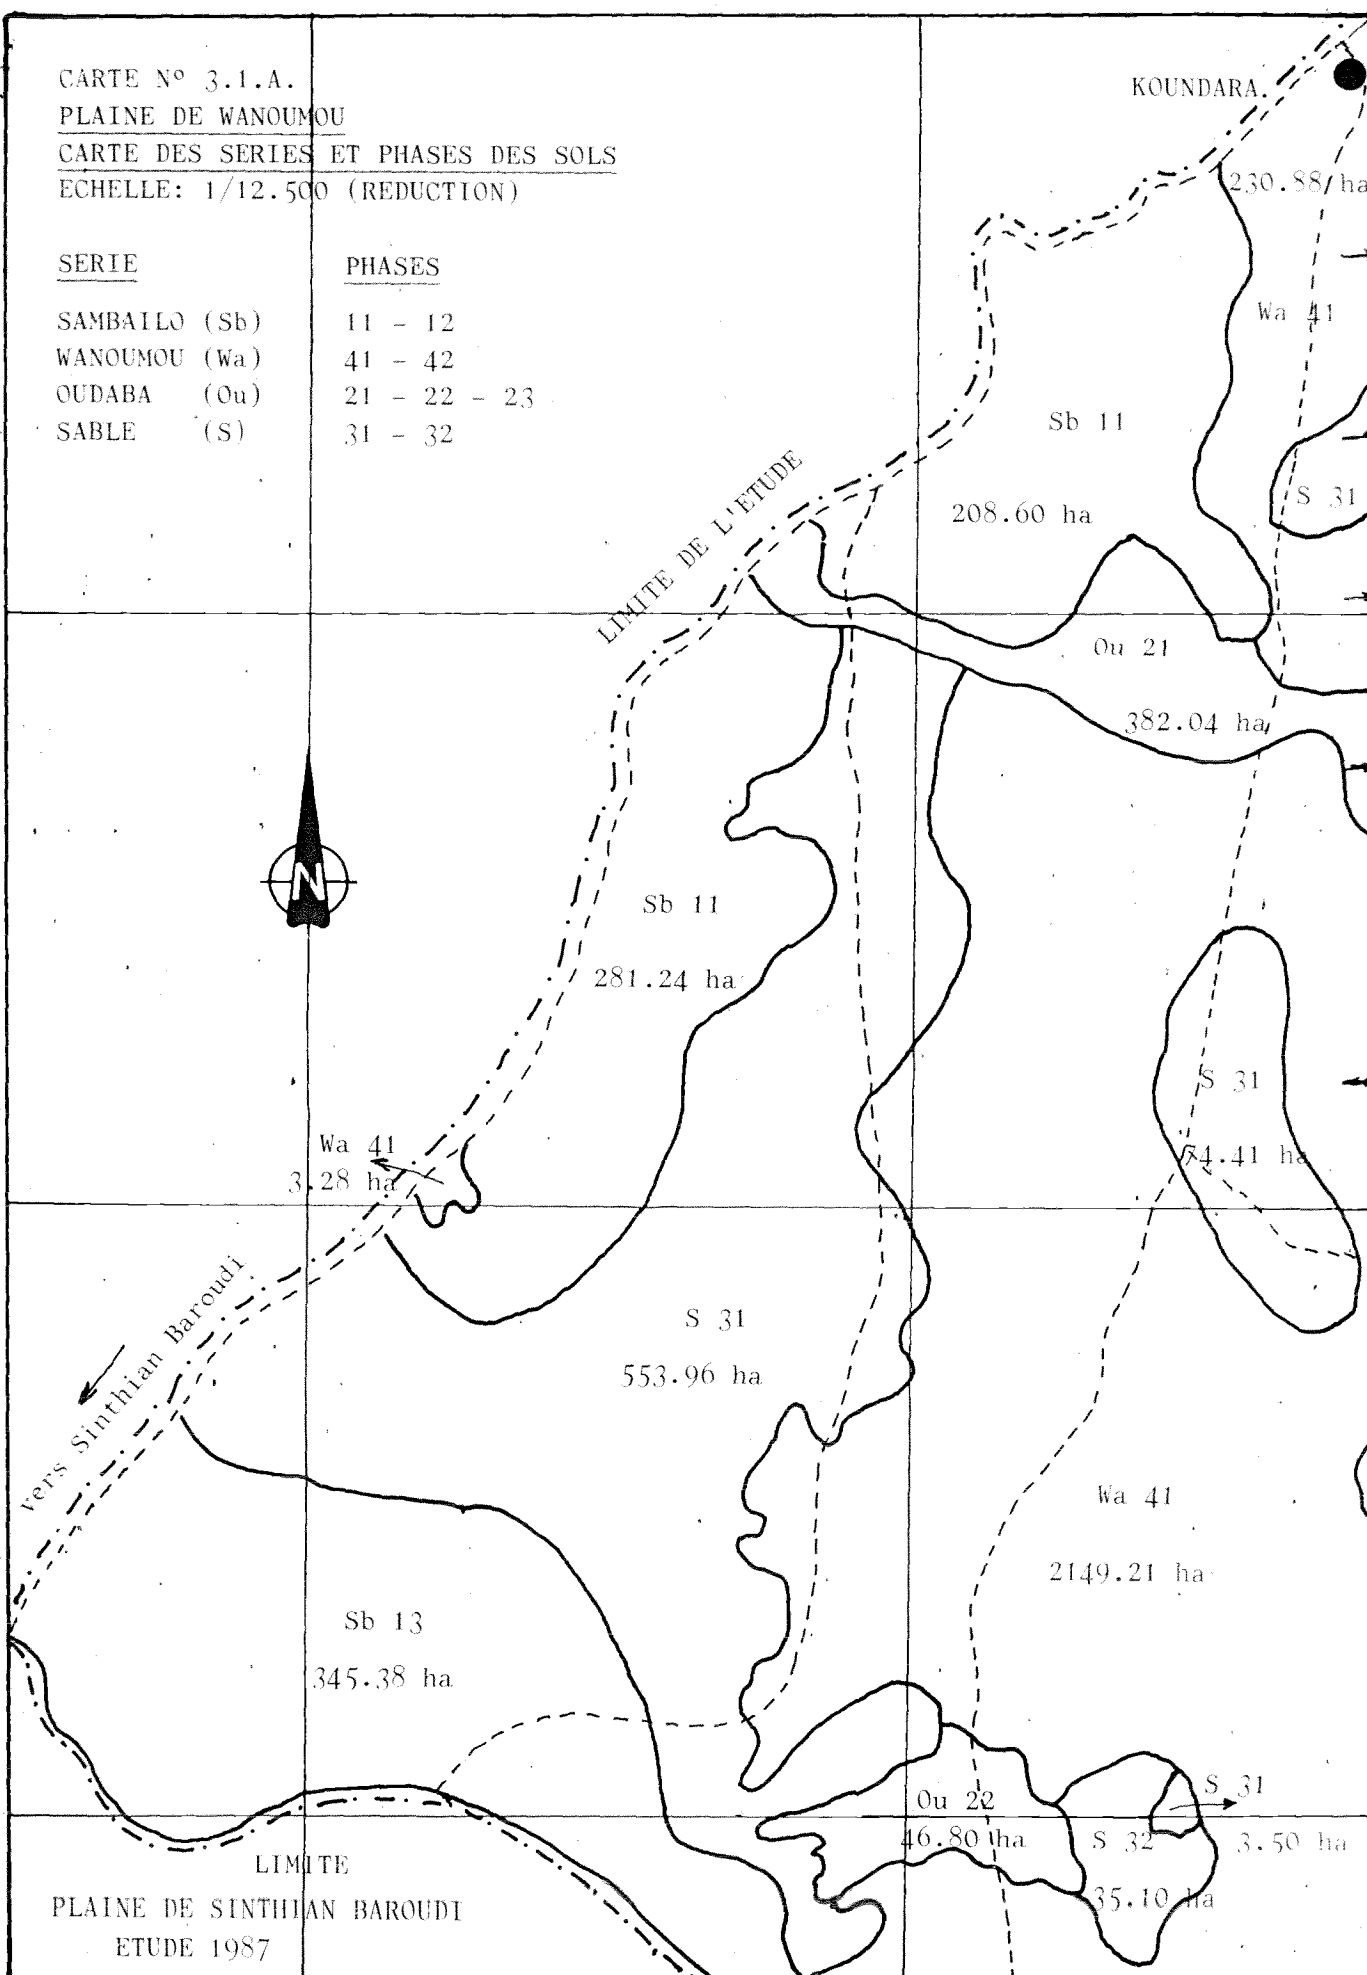 CARTE Nº 3.1.A.
PLAINE DE WANOUMOU
CARTE DES SERIES ET PHASES DES SOLS
ECHELLE: 1/12.500 (REDUCTION)
SERIE PHASES
SAMBAILO (Sb) 11 - 12
WANOUMOU (Wa) 41 - 42
OUDABA (Ou) 21 - 22 - 23
SABLE (S) 31 - 32
KOUNDARA.
230.88 ha
Wa 41
Sb 11
S 31
208.60 ha
LIMITE DE L'ETUDE
Ou 21
382.04 ha
N
Sb 11
281.24 ha
S 31
74.41 ha
Wa 41
3.28 ha
vers Sinthian Baroudi
S 31
553.96 ha
Wa 41
2149.21 ha
Sb 13
345.38 ha
Ou 22
46.80 ha
S 31
3.50 ha
S 32
35.10 ha
LIMITE
PLAINE DE SINTHIAN BAROUDI
ETUDE 1987